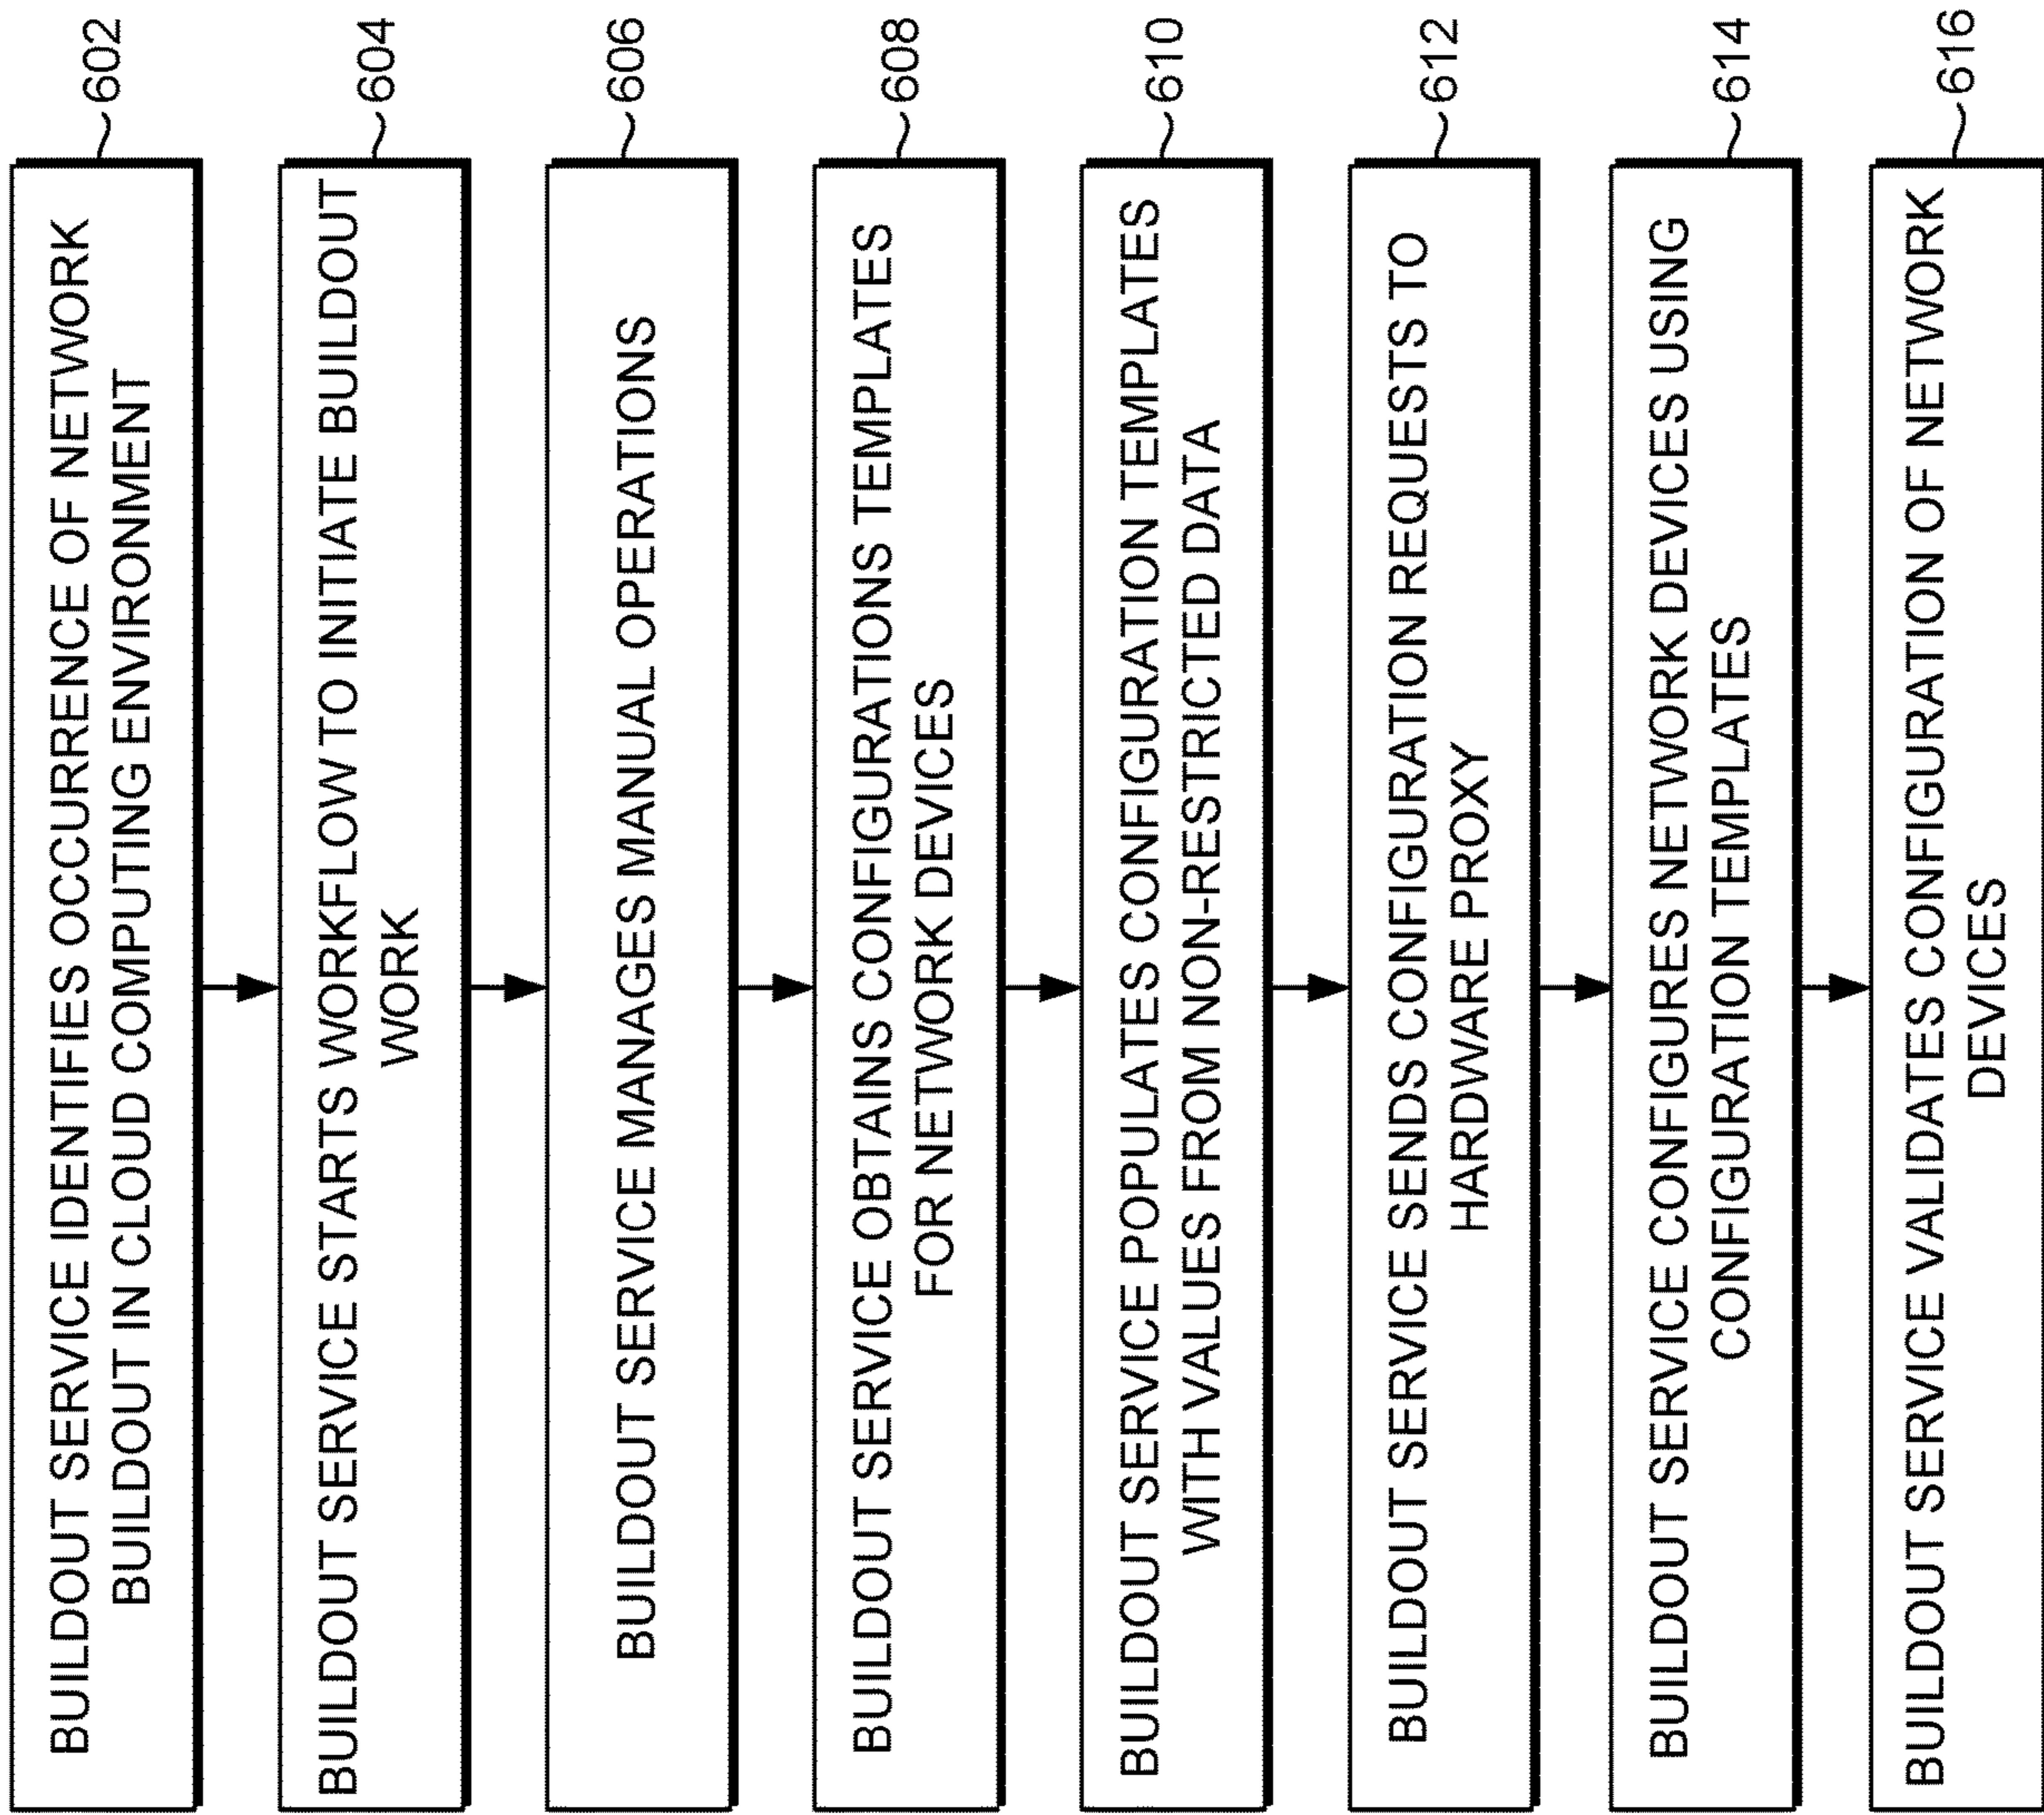 BUILDOUT SERVICE IDENTIFIES OCCURRENCE OF NETWORK
BUILDOUT IN CLOUD COMPUTING ENVIRONMENT
602
BUILDOUT SERVICE STARTS WORKFLOW TO INITIATE BUILDOUT
WORK
604
BUILDOUT SERVICE MANAGES MANUAL OPERATIONS
606
BUILDOUT SERVICE OBTAINS CONFIGURATIONS TEMPLATES
FOR NETWORK DEVICES
608
BUILDOUT SERVICE POPULATES CONFIGURATION TEMPLATES
WITH VALUES FROM NON-RESTRICTED DATA
610
BUILDOUT SERVICE SENDS CONFIGURATION REQUESTS TO
HARDWARE PROXY
612
BUILDOUT SERVICE CONFIGURES NETWORK DEVICES USING
CONFIGURATION TEMPLATES
614
BUILDOUT SERVICE VALIDATES CONFIGURATION OF NETWORK
DEVICES
616